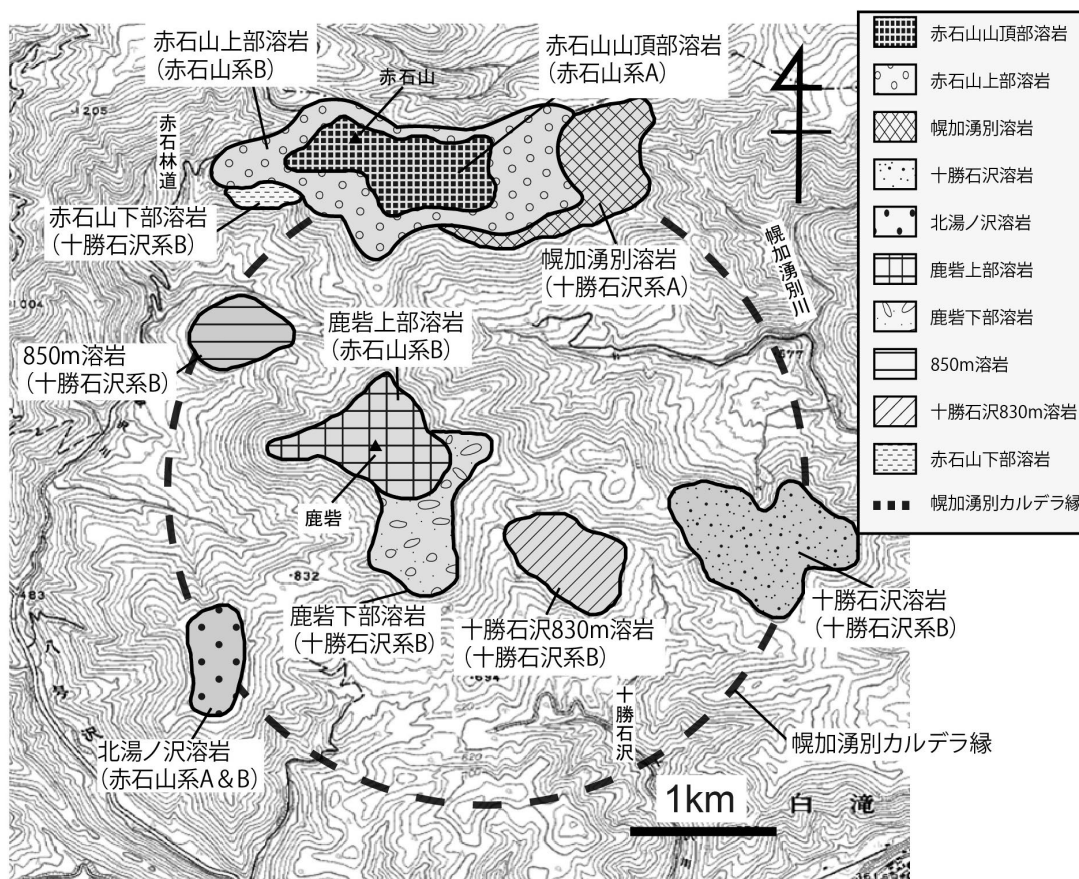 赤石山上部溶岩
(赤石山系B)
赤石山山頂部溶岩
(赤石山系A)
赤石山
1205
赤石林道
赤石山下部溶岩
(十勝石沢系B)
幌加湧別溶岩
(十勝石沢系A)
幌加湧別川
1004
鹿砦上部溶岩
(赤石山系B)
850m溶岩
(十勝石沢系B)
677
鹿砦
832
483
鹿砦下部溶岩
(十勝石沢系B)
十勝石沢830m溶岩
(十勝石沢系B)
十勝石沢溶岩
(十勝石沢系B)
694
八号沢川
十勝石沢
北湯ノ沢溶岩
(赤石山系A&B)
幌加湧別カルデラ縁
1km
白滝
赤石山山頂部溶岩
赤石山上部溶岩
幌加湧別溶岩
十勝石沢溶岩
北湯ノ沢溶岩
鹿砦上部溶岩
鹿砦下部溶岩
850m溶岩
十勝石沢830m溶岩
赤石山下部溶岩
幌加湧別カルデラ縁